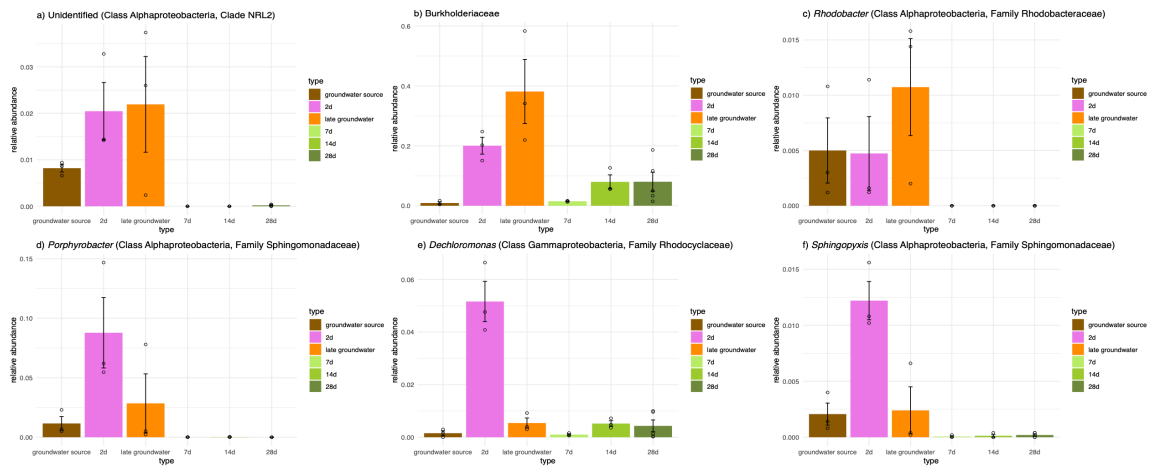 a) Unidentified (Class Alphaproteobacteria, Clade NRL2)
relative abundance
0.03
0.02
0.01
0.00
groundwater source 2d late groundwater 7d 14d 28d
type
type
groundwater source
2d
late groundwater
7d
14d
28d
b) Burkholderiaceae
relative abundance
0.6
0.4
0.2
0.0
groundwater source 2d late groundwater 7d 14d 28d
type
type
groundwater source
2d
late groundwater
7d
14d
28d
c) Rhodobacter (Class Alphaproteobacteria, Family Rhodobacteraceae)
relative abundance
0.015
0.010
0.005
0.000
groundwater source 2d late groundwater 7d 14d 28d
type
type
groundwater source
2d
late groundwater
7d
14d
28d
d) Porphyrobacter (Class Alphaproteobacteria, Family Sphingomonadaceae)
relative abundance
0.15
0.10
0.05
0.00
groundwater source 2d late groundwater 7d 14d 28d
type
type
groundwater source
2d
late groundwater
7d
14d
28d
e) Dechloromonas (Class Gammaproteobacteria, Family Rhodocyclaceae)
relative abundance
0.06
0.04
0.02
0.00
groundwater source 2d late groundwater 7d 14d 28d
type
type
groundwater source
2d
late groundwater
7d
14d
28d
f) Sphingopyxis (Class Alphaproteobacteria, Family Sphingomonadaceae)
relative abundance
0.015
0.010
0.005
0.000
groundwater source 2d late groundwater 7d 14d 28d
type
type
groundwater source
2d
late groundwater
7d
14d
28d